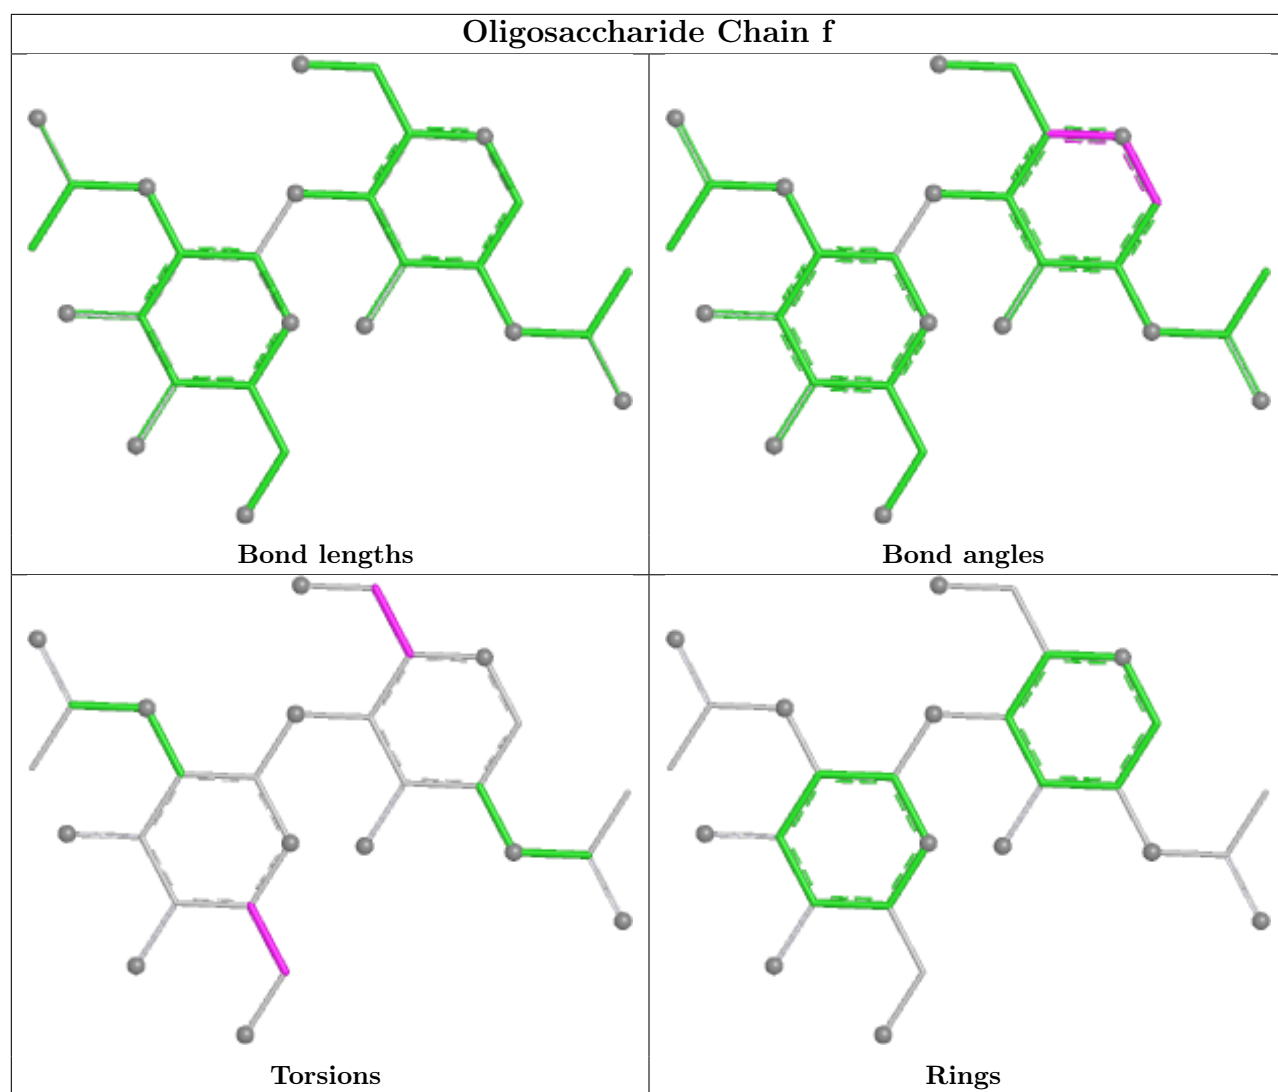 Oligosaccharide Chain f
Bond lengths
Bond angles
Torsions
Rings